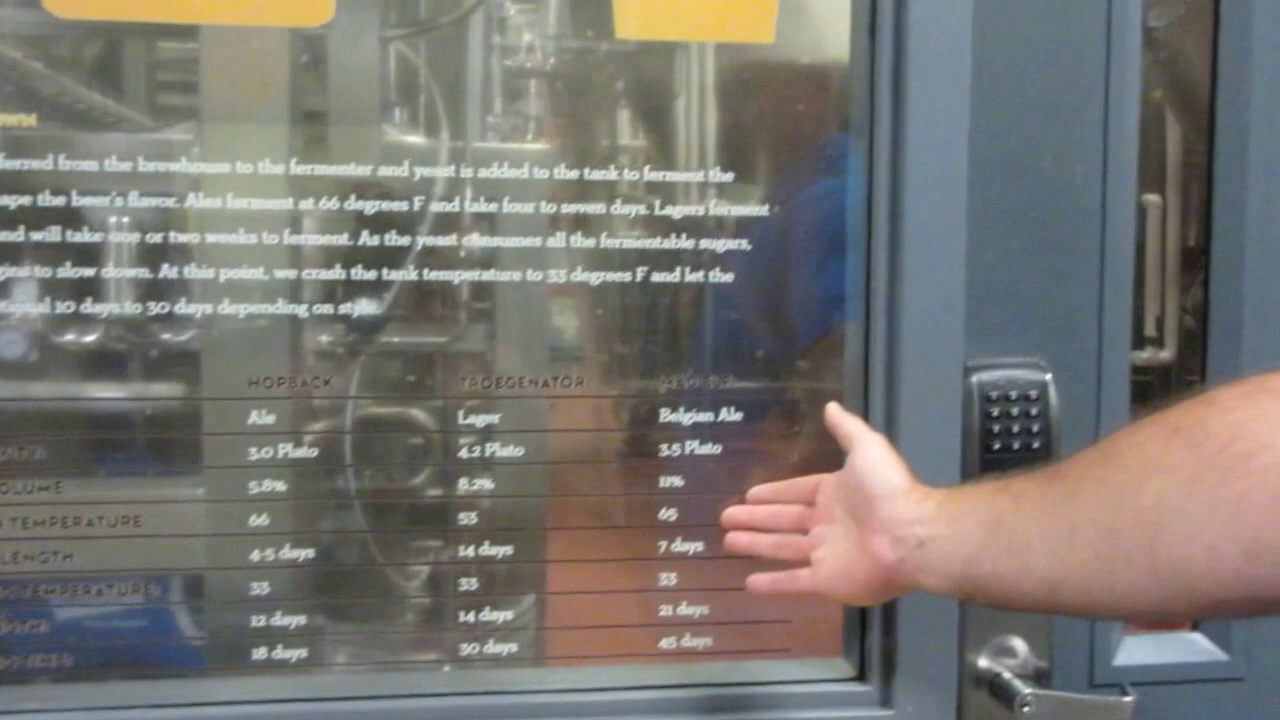 ferred from the brewhouse to the fermenter and yeast is added to the tank to ferment the
ape the beer's flavor. Ales ferment at 66 degrees F and take four to seven days. Lagers ferment
nd will take one or two weeks to ferment. As the yeast consumes all the fermentable sugars,
gins to slow down. At this point, we crash the tank temperature to 33 degrees F and let the
tional 10 days to 30 days depending on style.
HOPBACK TROEGENATOR
Ale Lager Belgian Ale
3.0 Plato 4.2 Plato 3.5 Plato
OLUME 5.8% 8.2% 11%
TEMPERATURE 66 53 65
LENGTH 4-5 days 14 days 7 days
TEMPERATURE 33 33 33
12 days 14 days 21 days
18 days 30 days 45 days